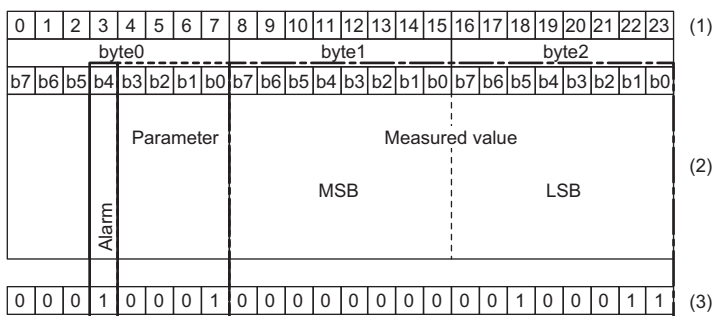 0 1 2 3 4 5 6 7 8 9 10 11 12 13 14 15 16 17 18 19 20 21 22 23 (1)
byte0 byte1 byte2
b7 b6 b5 b4 b3 b2 b1 b0 b7 b6 b5 b4 b3 b2 b1 b0 b7 b6 b5 b4 b3 b2 b1 b0
Parameter Measured value
(2)
MSB LSB
Alarm
0 0 0 1 0 0 0 1 0 0 0 0 0 0 0 0 0 0 1 0 0 0 1 1 (3)